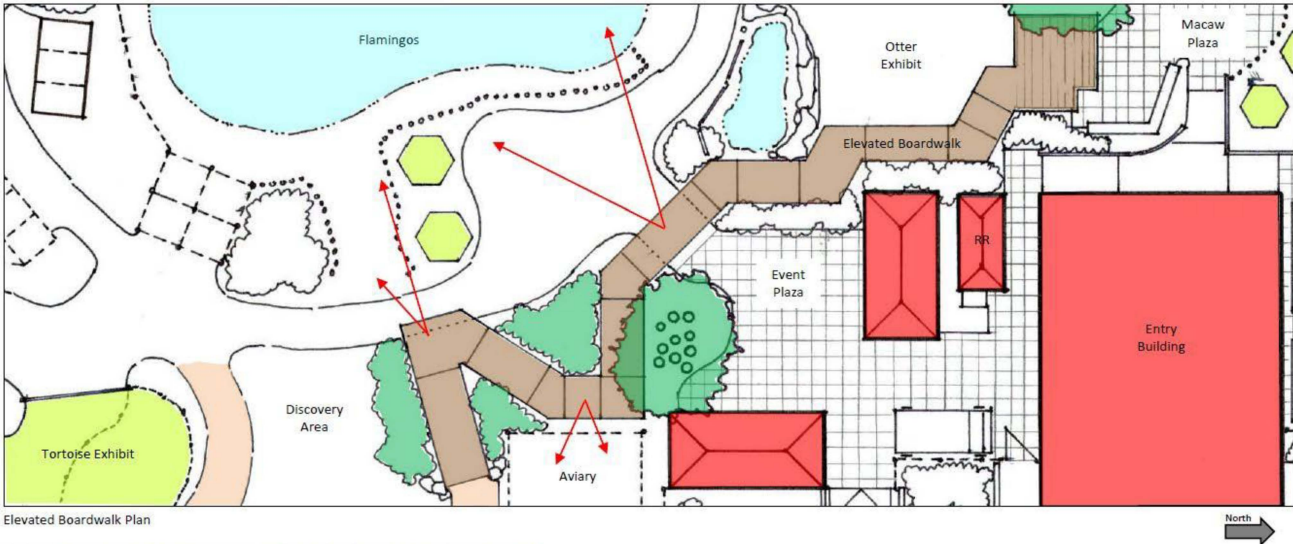 Flamingos
Otter
Exhibit
Macaw
Plaza
Elevated Boardwalk
RR
Event
Plaza
Entry
Building
Discovery
Area
Tortoise Exhibit
Aviary
Elevated Boardwalk Plan
North